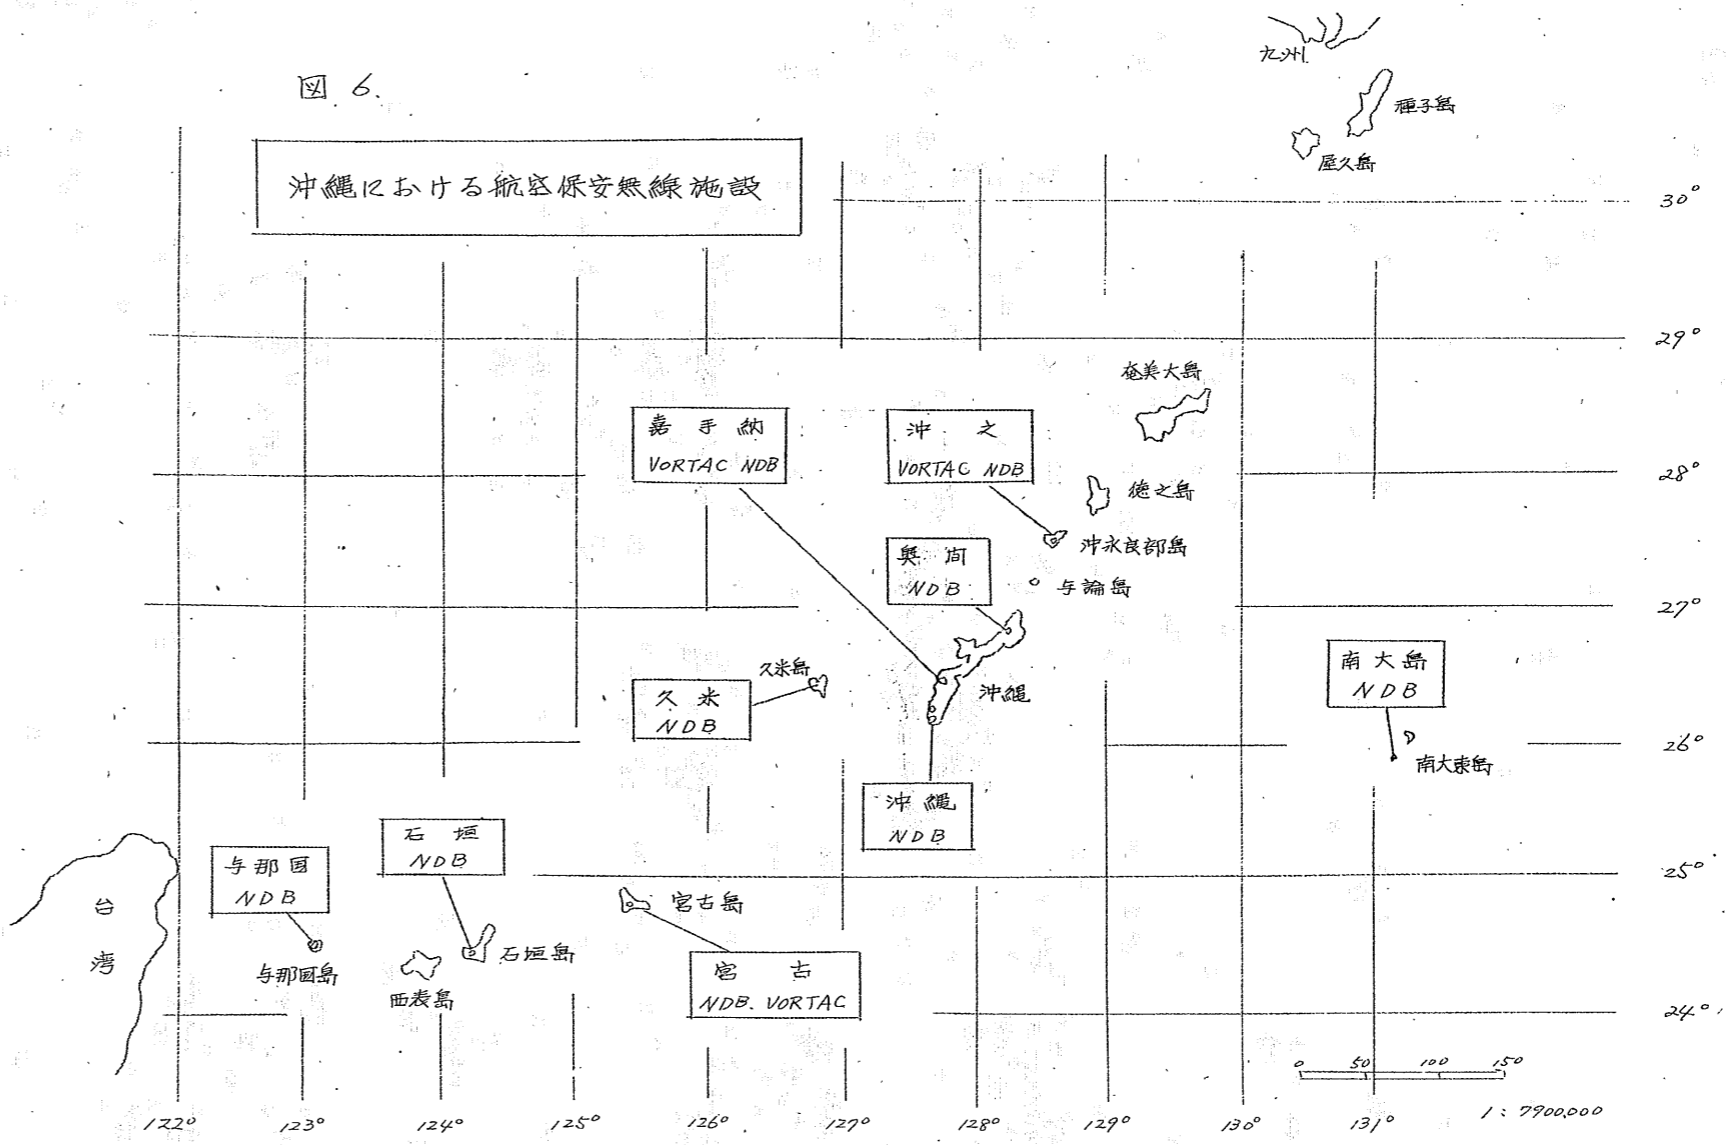 図 6.
沖縄における航空保安無線施設
九州
種子島
屋久島
30°
29°
奄美大島
嘉手納
VORTAC NDB
沖之
VORTAC NDB
28°
徳之島
沖永良部島
奥間
NDB
与論島
27°
久米島
久米
NDB
沖縄
南大島
NDB
26°
南大東島
沖縄
NDB
石垣
NDB
与那国
NDB
25°
宮古島
台湾
石垣島
与那国島
西表島
宮古
NDB. VORTAC
24°
0 50 100 150
1 : 7900,000
122° 123° 124° 125° 126° 127° 128° 129° 130° 131°